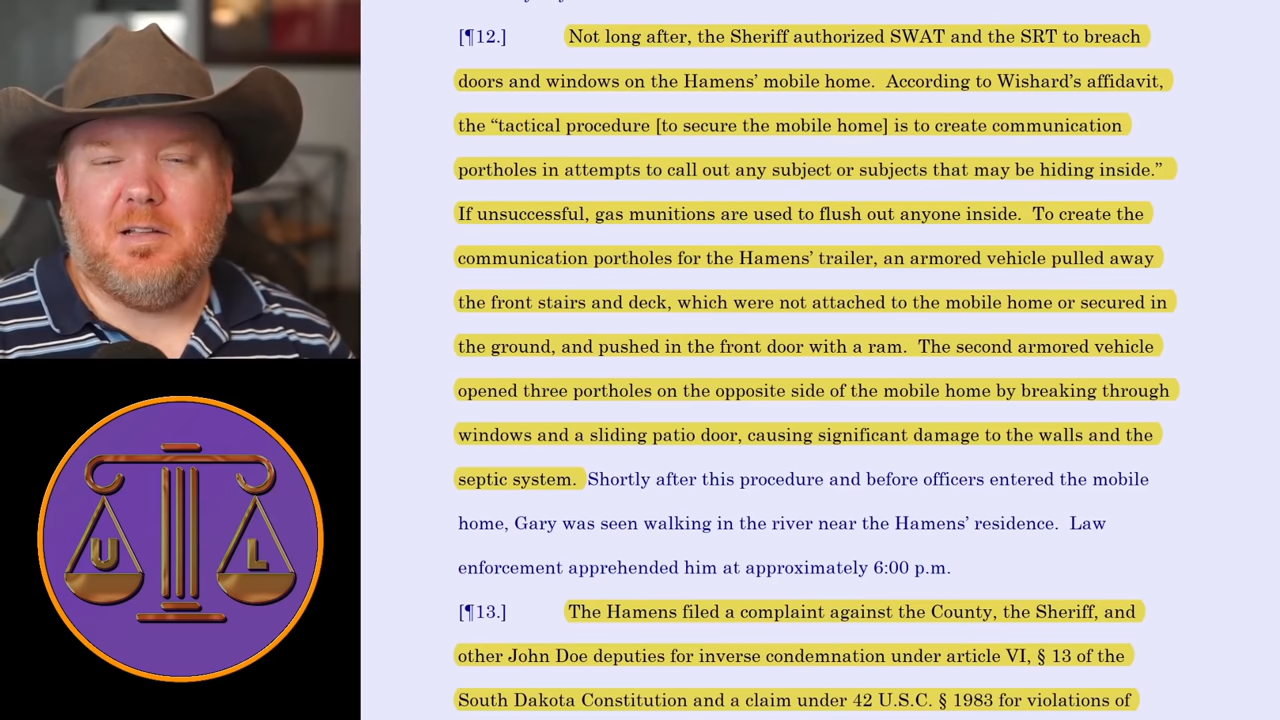 [¶12.] Not long after, the Sheriff authorized SWAT and the SRT to breach
doors and windows on the Hamens’ mobile home. According to Wishard’s affidavit,
the “tactical procedure [to secure the mobile home] is to create communication
portholes in attempts to call out any subject or subjects that may be hiding inside.”
If unsuccessful, gas munitions are used to flush out anyone inside. To create the
communication portholes for the Hamens’ trailer, an armored vehicle pulled away
the front stairs and deck, which were not attached to the mobile home or secured in
the ground, and pushed in the front door with a ram. The second armored vehicle
opened three portholes on the opposite side of the mobile home by breaking through
windows and a sliding patio door, causing significant damage to the walls and the
septic system. Shortly after this procedure and before officers entered the mobile
home, Gary was seen walking in the river near the Hamens’ residence. Law
enforcement apprehended him at approximately 6:00 p.m.
[¶13.] The Hamens filed a complaint against the County, the Sheriff, and
other John Doe deputies for inverse condemnation under article VI, § 13 of the
South Dakota Constitution and a claim under 42 U.S.C. § 1983 for violations of
U L